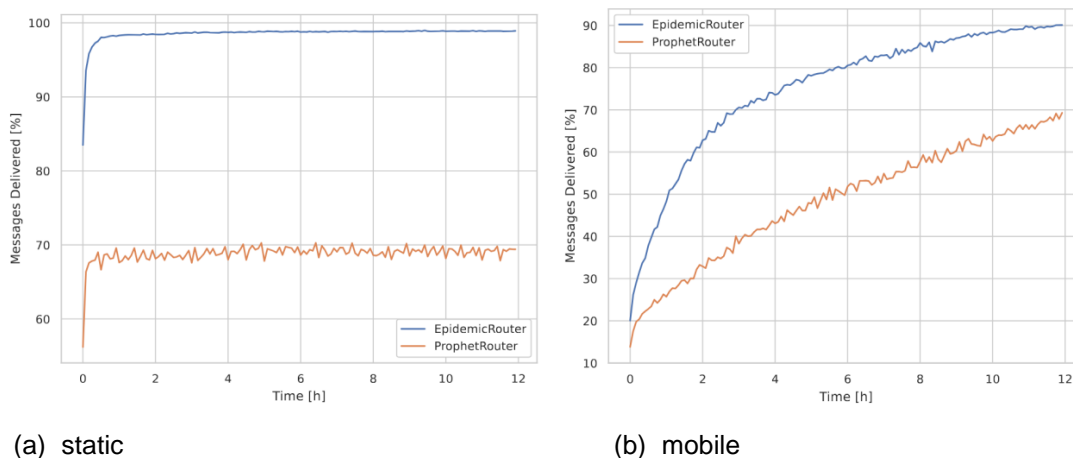 100
90
80
70
60
Messages Delivered [%]
EpidemicRouter
ProphetRouter
0 2 4 6 8 10 12
Time [h]
(a) static
90
80
70
60
50
40
30
20
10
Messages Delivered [%]
EpidemicRouter
ProphetRouter
0 2 4 6 8 10 12
Time [h]
(b) mobile